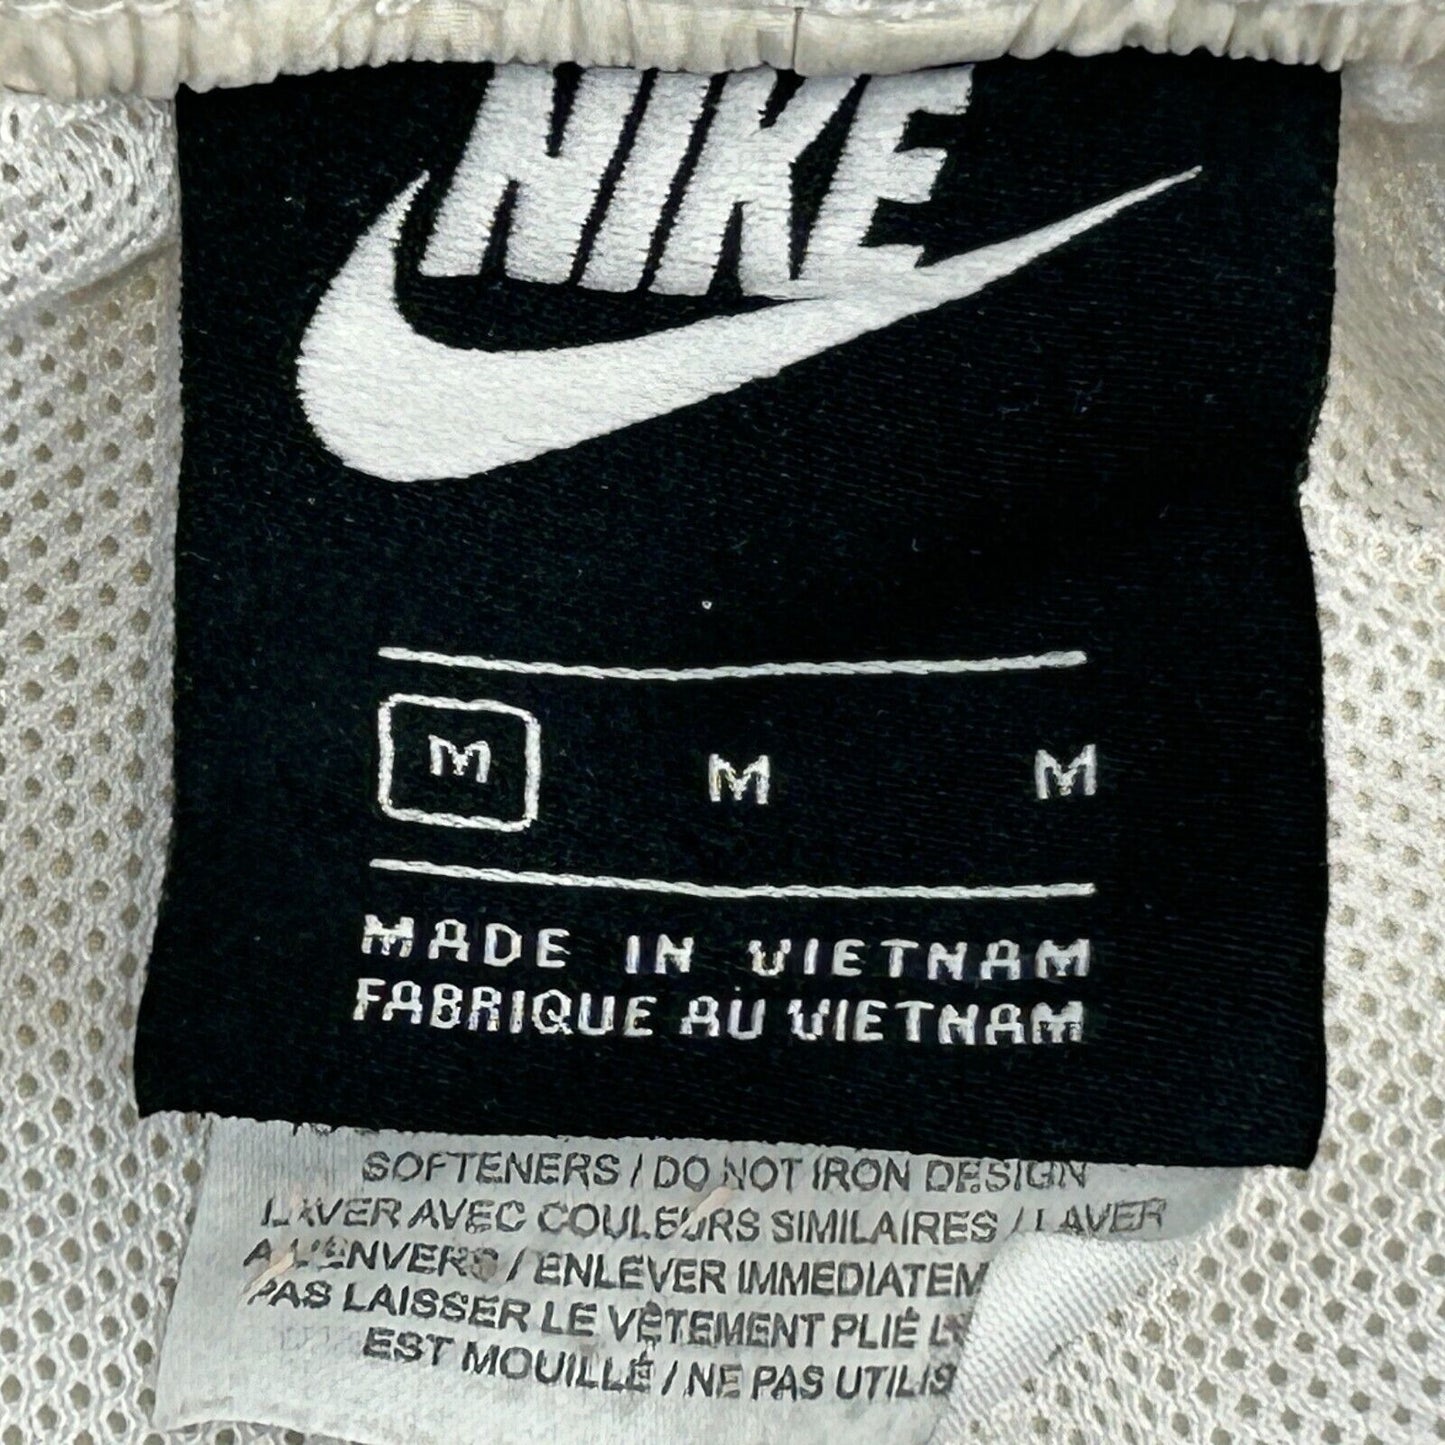 NIKE
M M M
MADE IN VIETNAM
FABRIQUE AU VIETNAM
SOFTENERS / DO NOT IRON DESIGN
LAVER AVEC COULEURS SIMILAIRES / LAVER
A L'ENVERS / ENLEVER IMMEDIATEM
PAS LAISSER LE VÊTEMENT PLIÉ
EST MOUILLÉ / NE PAS UTILIS